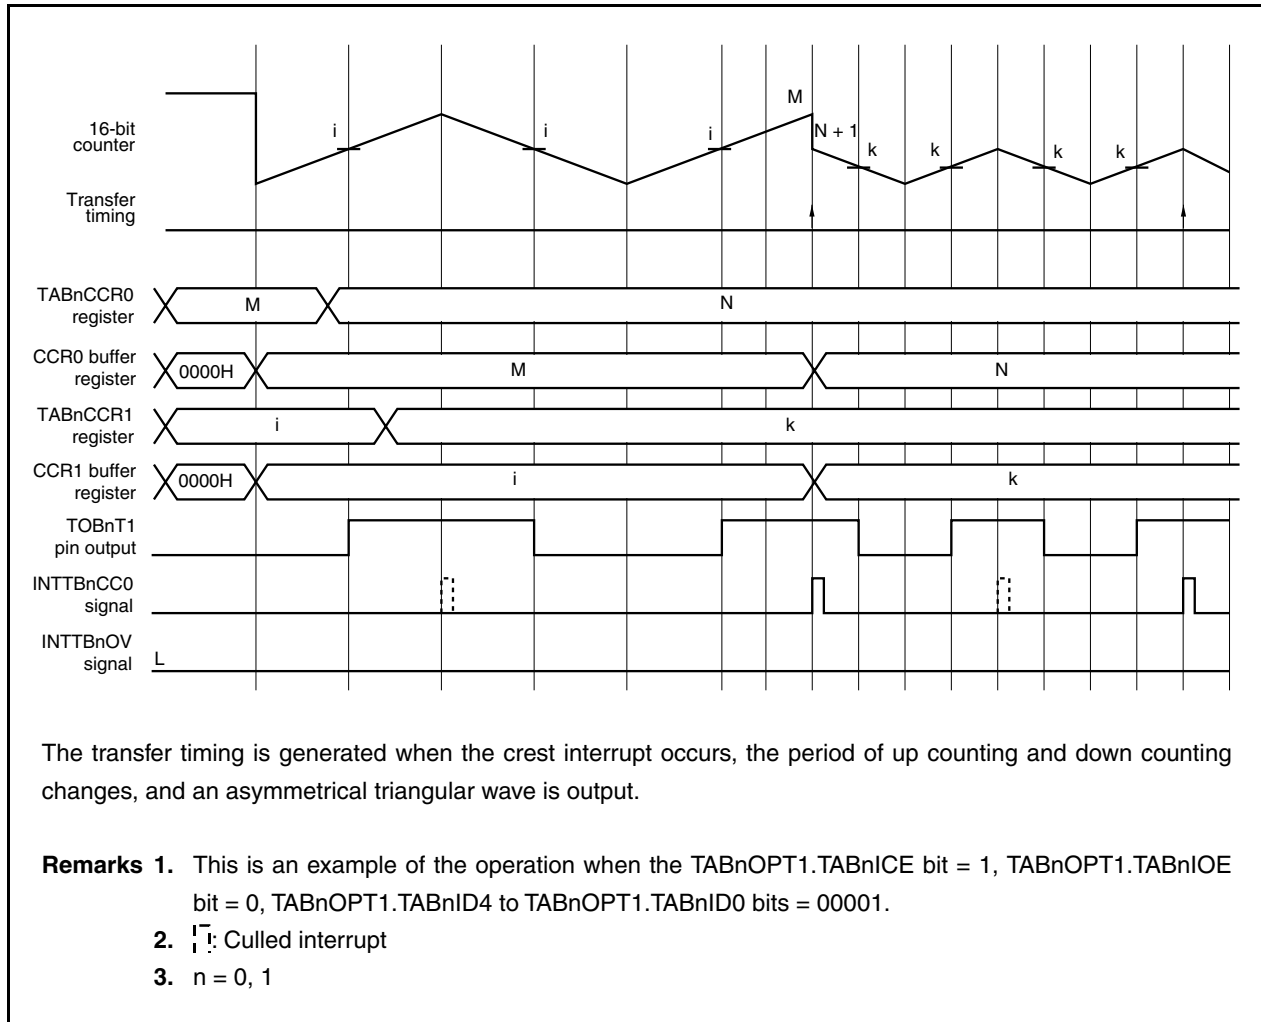 M
16-bit
counter
i
i
i
N + 1
k
k
k
k
Transfer
timing
TABnCCR0
register
M
N
CCR0 buffer
register
0000H
M
N
TABnCCR1
register
i
k
CCR1 buffer
register
0000H
i
k
TOBnT1
pin output
INTTBnCC0
signal
INTTBnOV
signal
L
The transfer timing is generated when the crest interrupt occurs, the period of up counting and down counting
changes, and an asymmetrical triangular wave is output.
Remarks 1. This is an example of the operation when the TABnOPT1.TABnICE bit = 1, TABnOPT1.TABnIOE
bit = 0, TABnOPT1.TABnID4 to TABnOPT1.TABnID0 bits = 00001.
2. : Culled interrupt
3. n = 0, 1